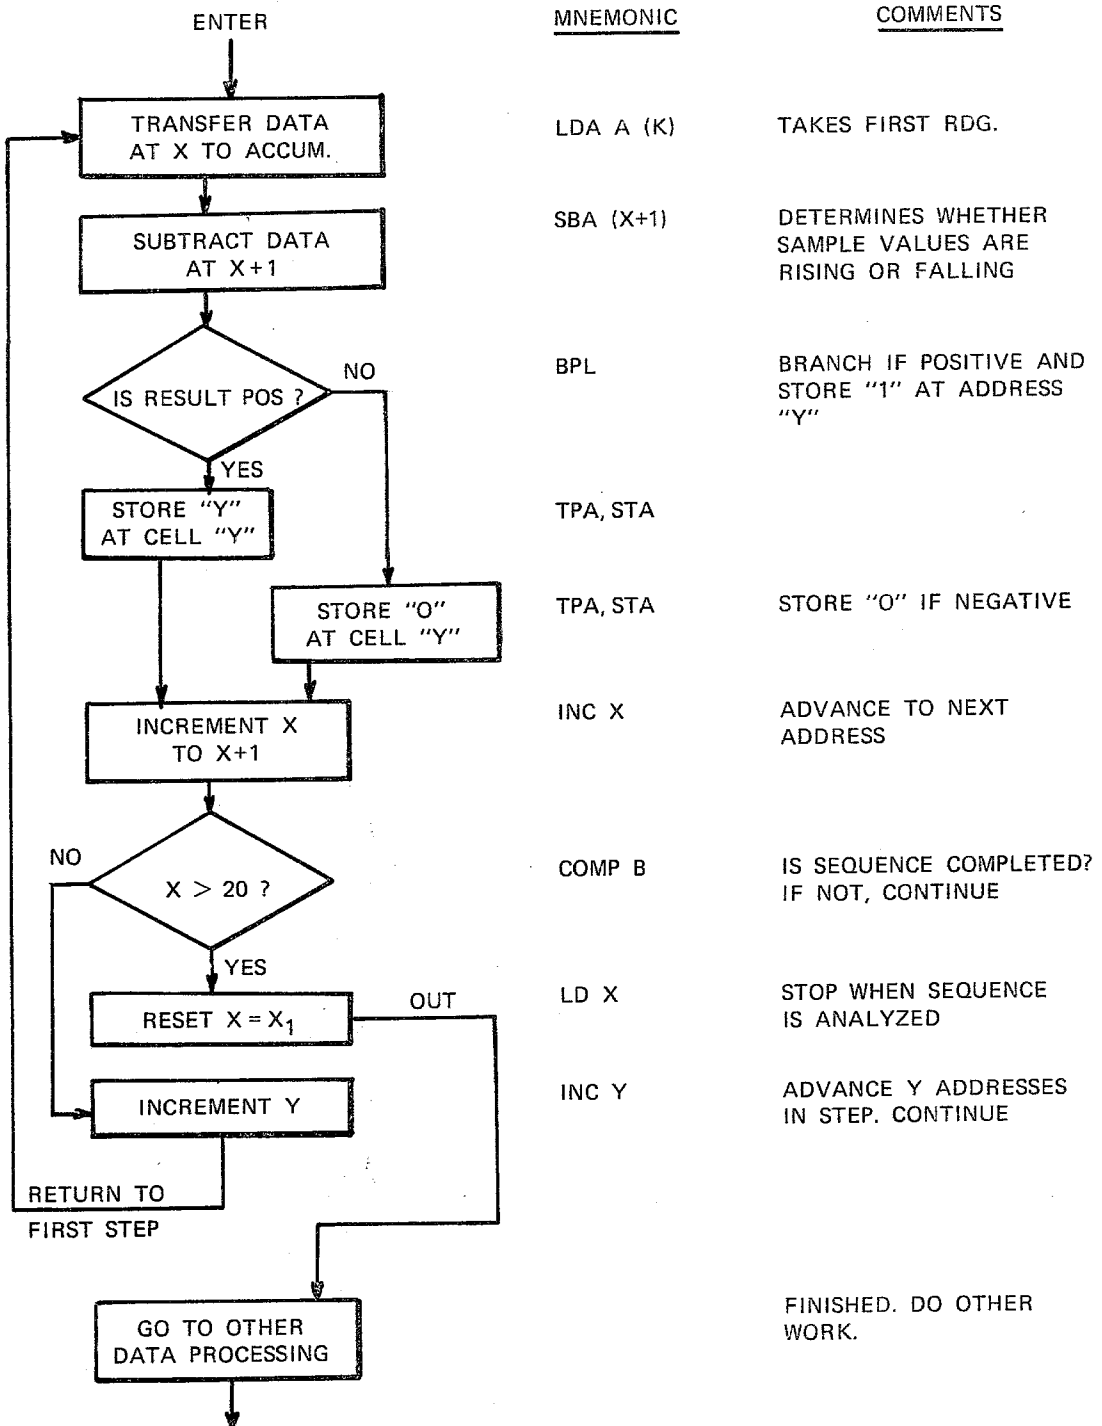 ENTER
MNEMONIC
COMMENTS
TRANSFER DATA
AT X TO ACCUM.
LDA A (K)
TAKES FIRST RDG.
SUBTRACT DATA
AT X+1
SBA (X+1)
DETERMINES WHETHER
SAMPLE VALUES ARE
RISING OR FALLING
IS RESULT POS ?
NO
YES
BPL
BRANCH IF POSITIVE AND
STORE "1" AT ADDRESS
"Y"
STORE "Y"
AT CELL "Y"
TPA, STA
STORE "O"
AT CELL "Y"
TPA, STA
STORE "O" IF NEGATIVE
INCREMENT X
TO X+1
INC X
ADVANCE TO NEXT
ADDRESS
NO
X > 20 ?
YES
COMP B
IS SEQUENCE COMPLETED?
IF NOT, CONTINUE
RESET X = X1
OUT
LD X
STOP WHEN SEQUENCE
IS ANALYZED
INCREMENT Y
INC Y
ADVANCE Y ADDRESSES
IN STEP. CONTINUE
RETURN TO
FIRST STEP
GO TO OTHER
DATA PROCESSING
FINISHED. DO OTHER
WORK.